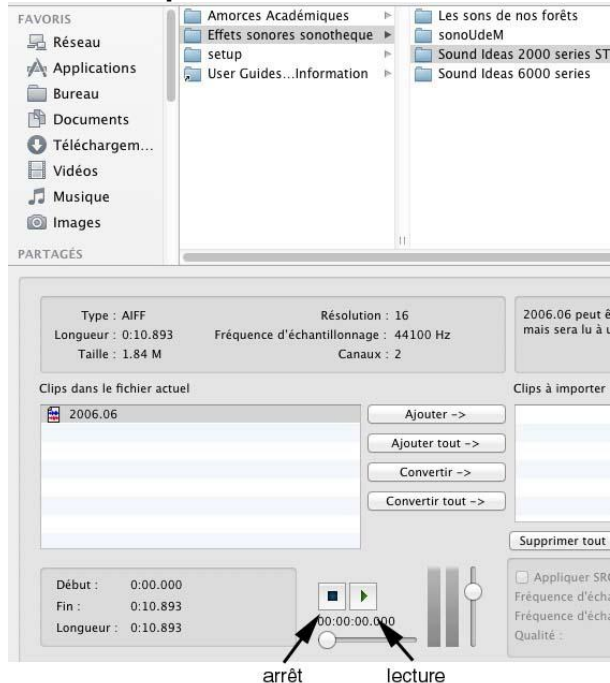 FAVORIS
Réseau
Applications
Bureau
Documents
Téléchargem...
Vidéos
Musique
Images
PARTAGÉS
Amorces Académiques
Effets sonores sonotheque
setup
User Guides...Information
Les sons de nos forêts
sonoUdeM
Sound Ideas 2000 series ST
Sound Ideas 6000 series
Type : AIFF
Longueur : 0:10.893
Taille : 1.84 M
Résolution : 16
Fréquence d'échantillonnage : 44100 Hz
Canaux : 2
2006.06 peut
mais sera lu à
Clips dans le fichier actuel
2006.06
Ajouter ->
Ajouter tout ->
Convertir ->
Convertir tout ->
Clips à importer
Supprimer tout
Début : 0:00.000
Fin : 0:10.893
Longueur : 0:10.893
00:00:00.000
Appliquer SRC
Fréquence
Fréquence
Qualité :
arrêt
lecture